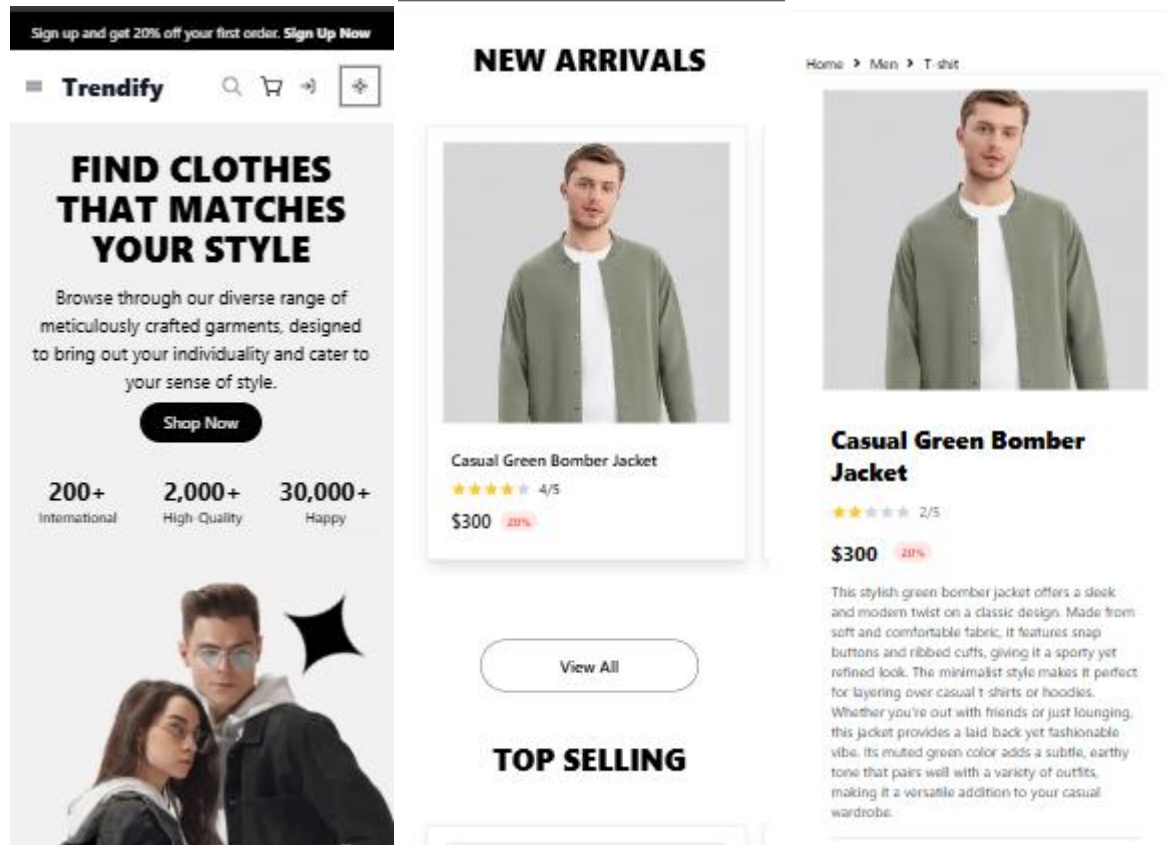 Sign up and get 20% off your first order. Sign Up Now
Trendify
FIND CLOTHES
THAT MATCHES
YOUR STYLE
Browse through our diverse range of
meticulously crafted garments, designed
to bring out your individuality and cater to
your sense of style.
Shop Now
200+
International
2,000+
High-Quality
30,000+
Happy
NEW ARRIVALS
Casual Green Bomber Jacket
4/5
$300 20%
View All
TOP SELLING
Home > Men > T-shit
Casual Green Bomber
Jacket
2/5
$300 20%
This stylish green bomber jacket offers a sleek
and modern twist on a classic design. Made from
soft and comfortable fabric, it features snap
buttons and ribbed cuffs, giving it a sporty yet
refined look. The minimalist style makes it perfect
for layering over casual t-shirts or hoodies.
Whether you're out with friends or just lounging,
this jacket provides a laid-back yet fashionable
vibe. Its muted green color adds a subtle, earthy
tone that pairs well with a variety of outfits,
making it a versatile addition to your casual
wardrobe.